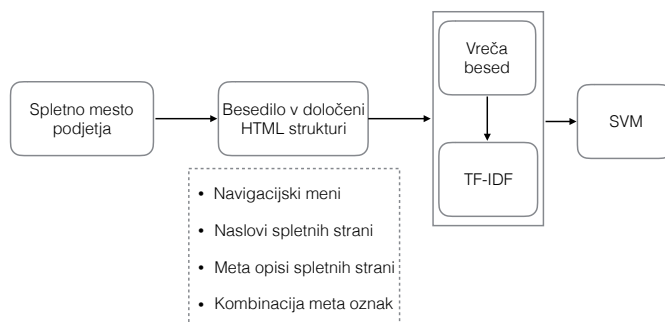 Spletno mesto
podjetja
Besedilo v določeni
HTML strukturi
Vreča
besed
TF-IDF
SVM
• Navigacijski meni
• Naslovi spletnih strani
• Meta opisi spletnih strani
• Kombinacija meta oznak